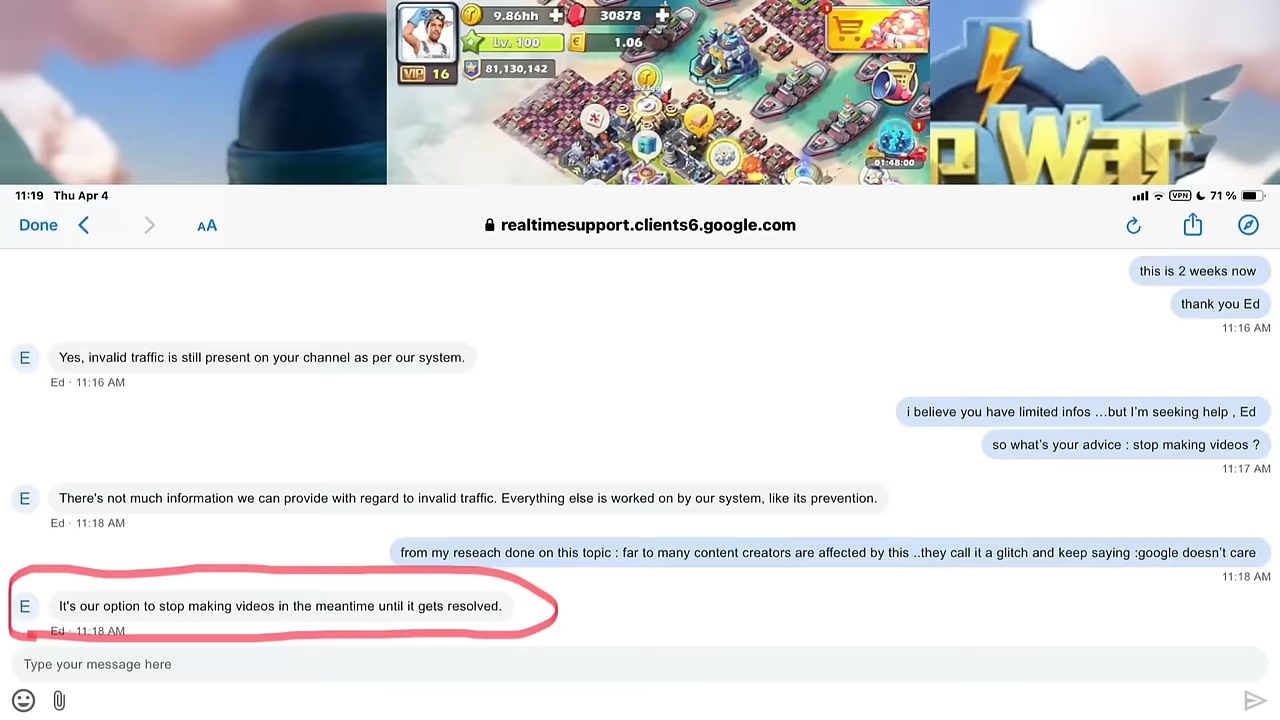 9.86hh
30878
Lv. 100
1.06
VIP 16
81,130,142
1
1
01:48:00
p War
11:19 Thu Apr 4
VPN
71 %
Done
AA
realtimesupport.clients6.google.com
this is 2 weeks now
thank you Ed
11:16 AM
E
Yes, invalid traffic is still present on your channel as per our system.
Ed · 11:16 AM
i believe you have limited infos ...but I'm seeking help , Ed
so what's your advice : stop making videos ?
11:17 AM
E
There's not much information we can provide with regard to invalid traffic. Everything else is worked on by our system, like its prevention.
Ed · 11:18 AM
from my reseach done on this topic : far to many content creators are affected by this ..they call it a glitch and keep saying :google doesn't care
11:18 AM
E
It's our option to stop making videos in the meantime until it gets resolved.
Ed · 11:18 AM
Type your message here